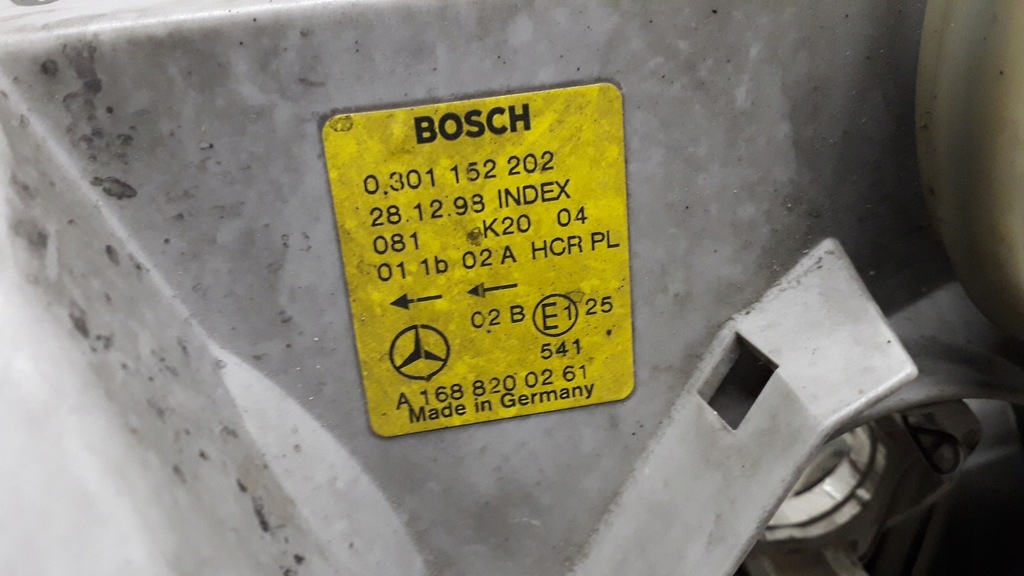 BOSCH
0 301 152 202
28.12.98 INDEX
081 K20 04
01 1b 02 A HCR PL
02 B E1 25
541
A 168 820 02 61
Made in Germany